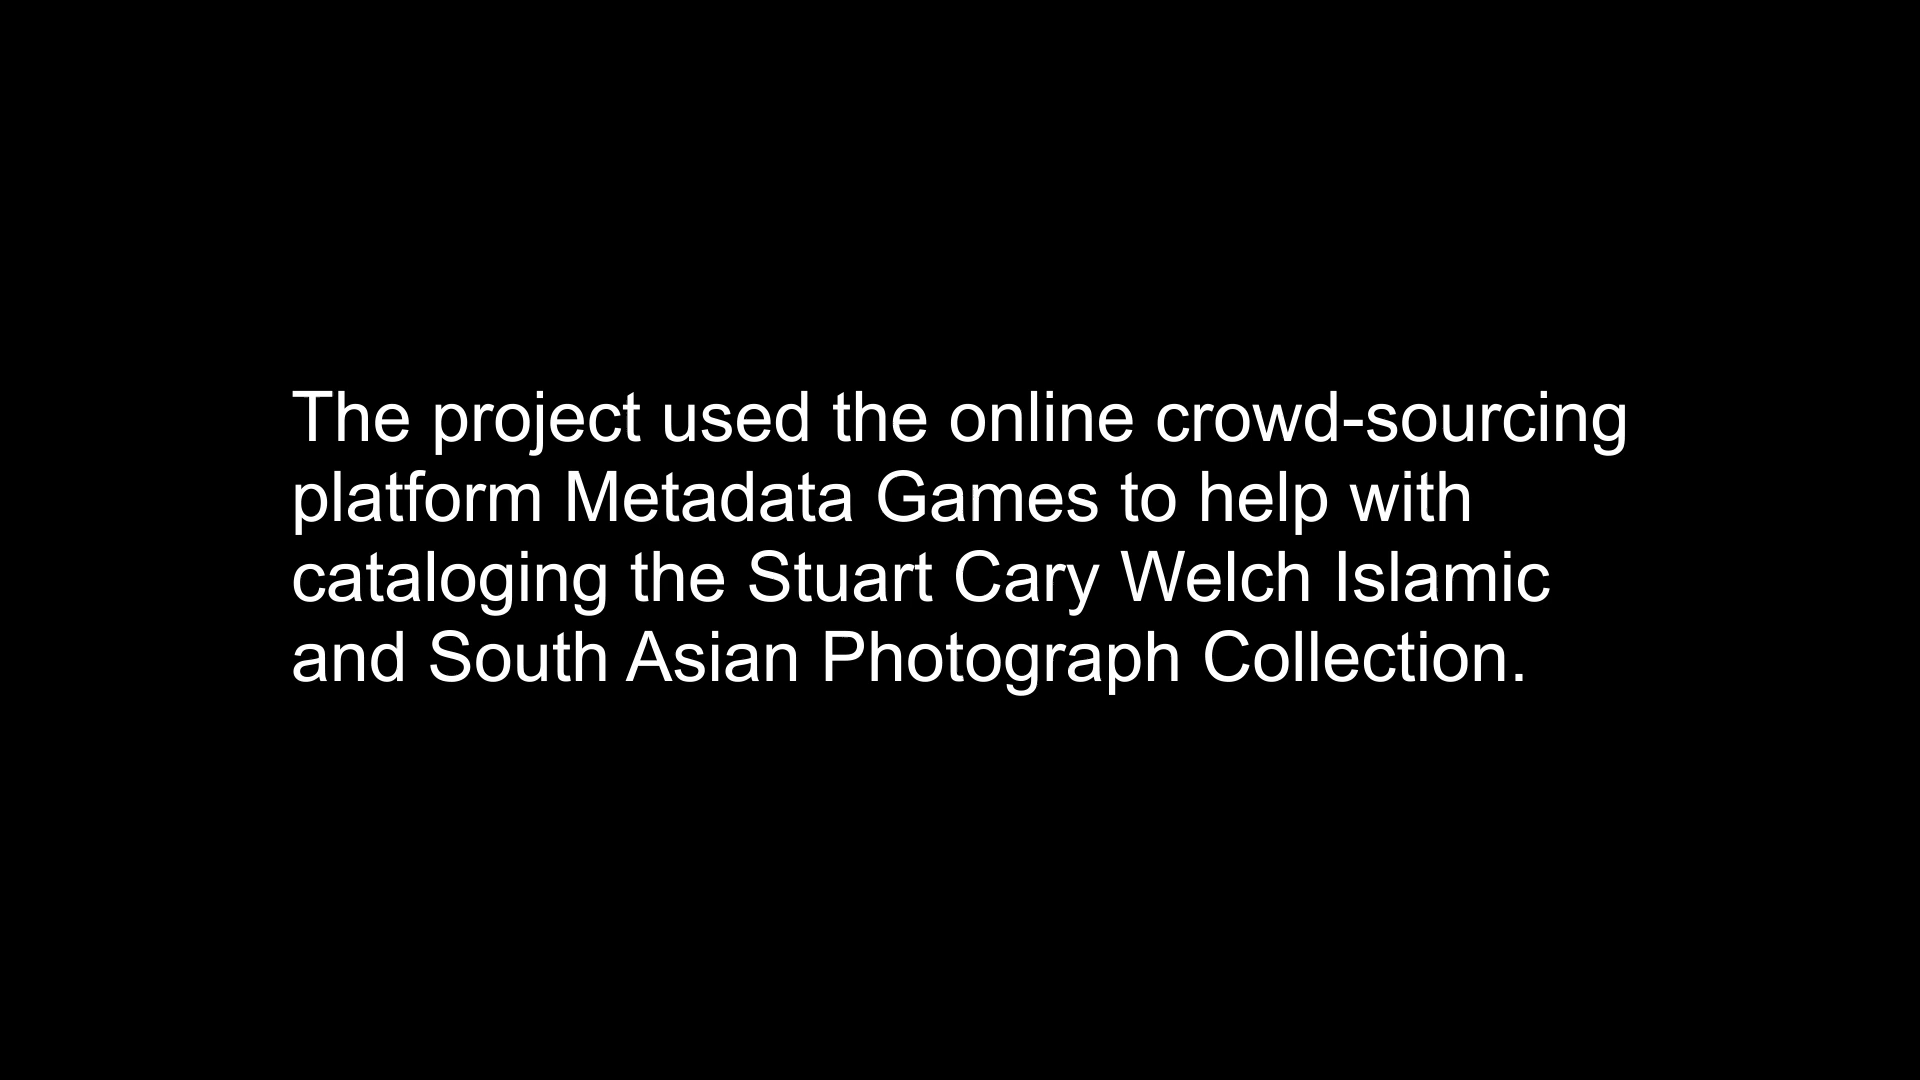 The project used the online crowd-sourcing
platform Metadata Games to help with
cataloging the Stuart Cary Welch Islamic
and South Asian Photograph Collection.